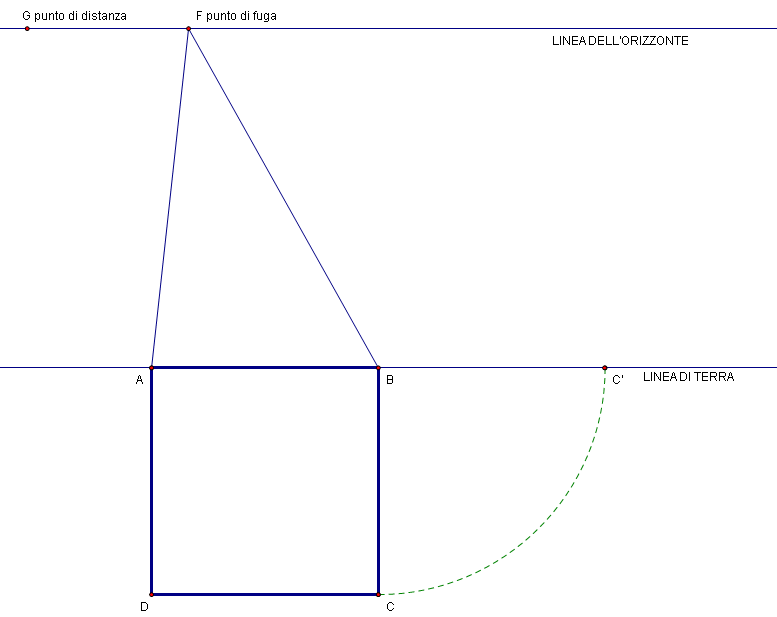 G punto di distanza
F punto di fuga
LINEA DELL'ORIZZONTE
A
B
C'
LINEA DI TERRA
D
C